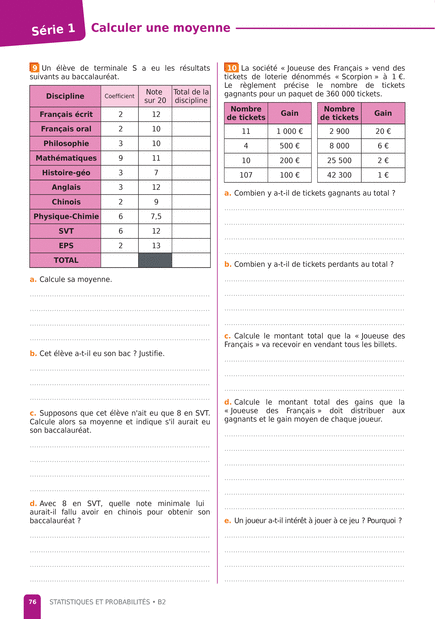 Série 1
Calculer une moyenne
9 Un élève de terminale S a eu les résultats
suivants au baccalauréat.
Discipline Coefficient Note sur 20 Total de la discipline
Français écrit 2 12
Français oral 2 10
Philosophie 3 10
Mathématiques 9 11
Histoire-géo 3 7
Anglais 3 12
Chinois 2 9
Physique-Chimie 6 7,5
SVT 6 12
EPS 2 13
TOTAL
a. Calcule sa moyenne.
b. Cet élève a-t-il eu son bac ? Justifie.
c. Supposons que cet élève n'ait eu que 8 en SVT.
Calcule alors sa moyenne et indique s'il aurait eu
son baccalauréat.
d. Avec 8 en SVT, quelle note minimale lui
aurait-il fallu avoir en chinois pour obtenir son
baccalauréat ?
10 La société « Joueuse des Français » vend des
tickets de loterie dénommés « Scorpion » à 1 €.
Le règlement précise le nombre de tickets
gagnants pour un paquet de 360 000 tickets.
Nombre de tickets Gain Nombre de tickets Gain
11 1 000 € 2 900 20 €
4 500 € 8 000 6 €
10 200 € 25 500 2 €
107 100 € 42 300 1 €
a. Combien y a-t-il de tickets gagnants au total ?
b. Combien y a-t-il de tickets perdants au total ?
c. Calcule le montant total que la « Joueuse des
Français » va recevoir en vendant tous les billets.
d. Calcule le montant des gains que la
« Joueuse des Français » doit distribuer aux
gagnants et le gain moyen de chaque joueur.
e. Un joueur a-t-il intérêt à jouer à ce jeu ? Pourquoi ?
76 STATISTIQUES ET PROBABILITÉS • B2